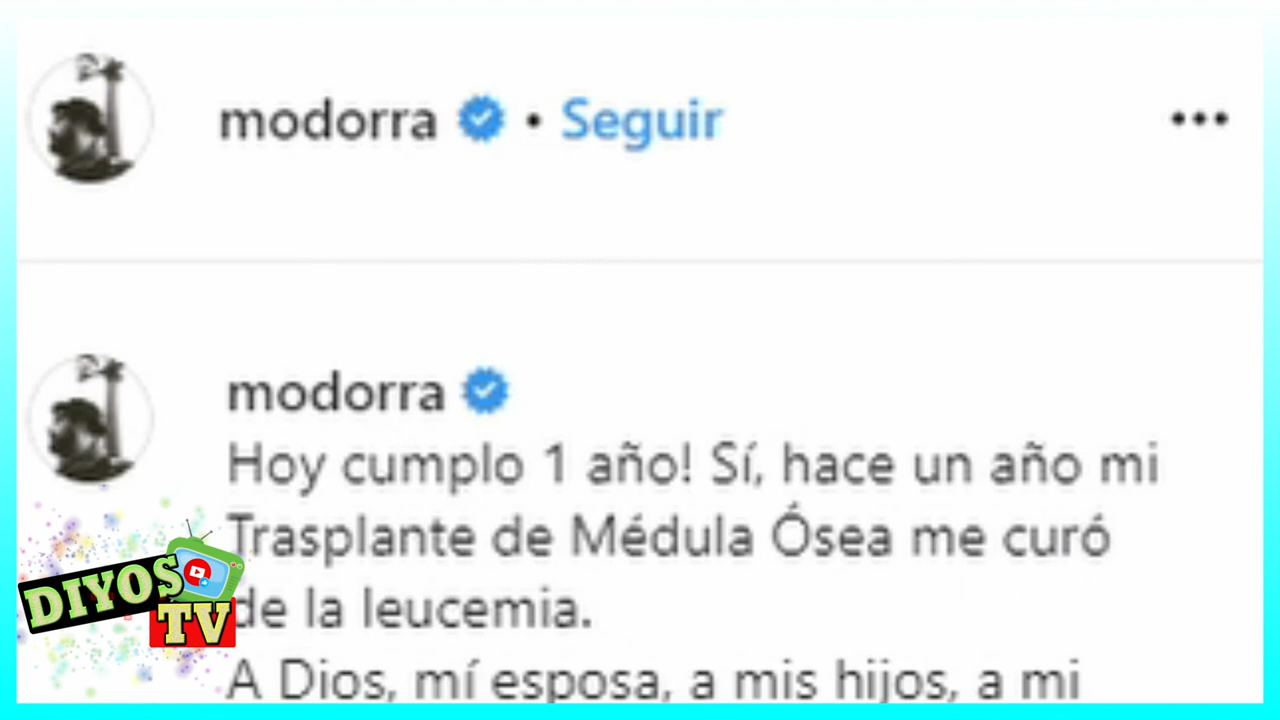 modorra • Seguir
modorra
Hoy cumplo 1 año! Sí, hace un año mi
Trasplante de Médula Ósea me curó
de la leucemia.
A Dios, mí esposa, a mis hijos, a mi
DIYOS
TV